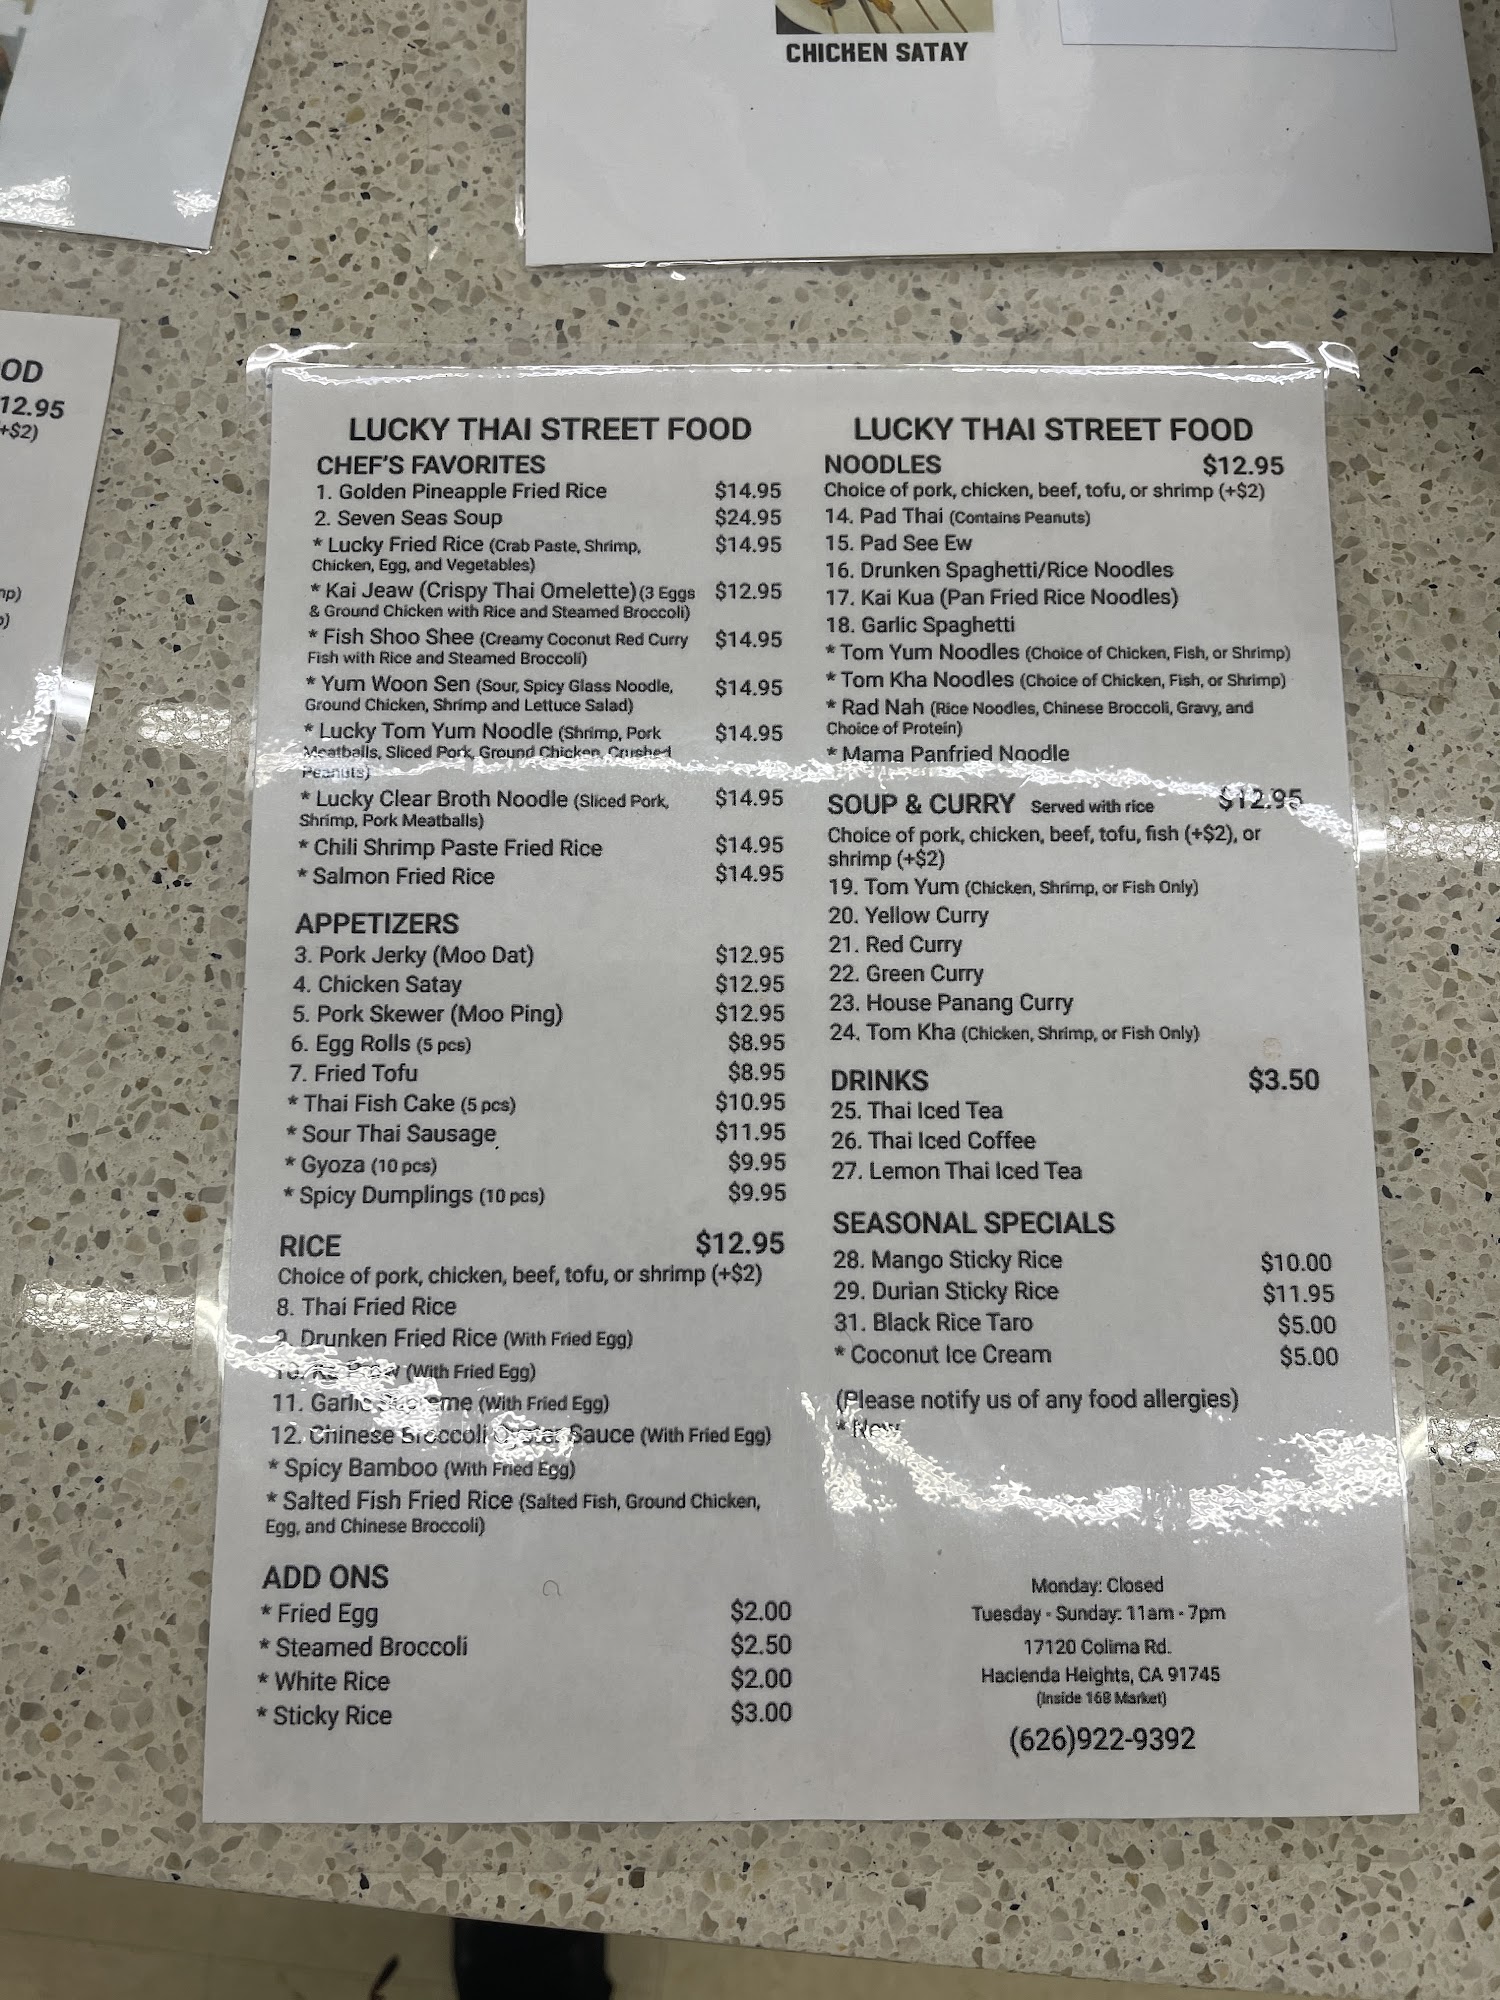 CHICKEN SATAY
OD
12.95
+$2)
mp)
LUCKY THAI STREET FOOD
CHEF'S FAVORITES
1. Golden Pineapple Fried Rice $14.95
2. Seven Seas Soup $24.95
* Lucky Fried Rice (Crab Paste, Shrimp, $14.95
Chicken, Egg, and Vegetables)
* Kai Jeaw (Crispy Thai Omelette)(3 Eggs $12.95
& Ground Chicken with Rice and Steamed Broccoli)
* Fish Shoo Shee (Creamy Coconut Red Curry $14.95
Fish with Rice and Steamed Broccoli)
* Yum Woon Sen (Sour, Spicy Glass Noodle, $14.95
Ground Chicken, Shrimp and Lettuce Salad)
* Lucky Tom Yum Noodle (Shrimp, Pork $14.95
Meatballs, Sliced Pork, Ground Chicken, Crushed
Peanuts)
* Lucky Clear Broth Noodle (Sliced Pork, $14.95
Shrimp, Pork Meatballs)
* Chili Shrimp Paste Fried Rice $14.95
* Salmon Fried Rice $14.95
APPETIZERS
3. Pork Jerky (Moo Dat) $12.95
4. Chicken Satay $12.95
5. Pork Skewer (Moo Ping) $12.95
6. Egg Rolls (5 pcs) $8.95
7. Fried Tofu $8.95
* Thai Fish Cake (5 pcs) $10.95
* Sour Thai Sausage $11.95
* Gyoza (10 pcs) $9.95
* Spicy Dumplings (10 pcs) $9.95
RICE $12.95
Choice of pork, chicken, beef, tofu, or shrimp (+$2)
8. Thai Fried Rice
9. Drunken Fried Rice (With Fried Egg)
10. (With Fried Egg)
11. Garlic (With Fried Egg)
12. Chinese Broccoli Oyster Sauce (With Fried Egg)
* Spicy Bamboo (With Fried Egg)
* Salted Fish Fried Rice (Salted Fish, Ground Chicken,
Egg, and Chinese Broccoli)
ADD ONS
* Fried Egg $2.00
* Steamed Broccoli $2.50
* White Rice $2.00
* Sticky Rice $3.00
LUCKY THAI STREET FOOD
NOODLES $12.95
Choice of pork, chicken, beef, tofu, or shrimp (+$2)
14. Pad Thai (Contains Peanuts)
15. Pad See Ew
16. Drunken Spaghetti/Rice Noodles
17. Kai Kua (Pan Fried Rice Noodles)
18. Garlic Spaghetti
* Tom Yum Noodles (Choice of Chicken, Fish, or Shrimp)
* Tom Kha Noodles (Choice of Chicken, Fish, or Shrimp)
* Rad Nah (Rice Noodles, Chinese Broccoli, Gravy, and
Choice of Protein)
* Mama Panfried Noodle
SOUP & CURRY Served with rice $12.95
Choice of pork, chicken, beef, tofu, fish (+$2), or
shrimp (+$2)
19. Tom Yum (Chicken, Shrimp, or Fish Only)
20. Yellow Curry
21. Red Curry
22. Green Curry
23. House Panang Curry
24. Tom Kha (Chicken, Shrimp, or Fish Only)
DRINKS $3.50
25. Thai Iced Tea
26. Thai Iced Coffee
27. Lemon Thai Iced Tea
SEASONAL SPECIALS
28. Mango Sticky Rice $10.00
29. Durian Sticky Rice $11.95
31. Black Rice Taro $5.00
* Coconut Ice Cream $5.00
(Please notify us of any food allergies)
* New
Monday: Closed
Tuesday - Sunday: 11am - 7pm
17120 Colima Rd.
Hacienda Heights, CA 91745
(Inside 168 Market)
(626)922-9392